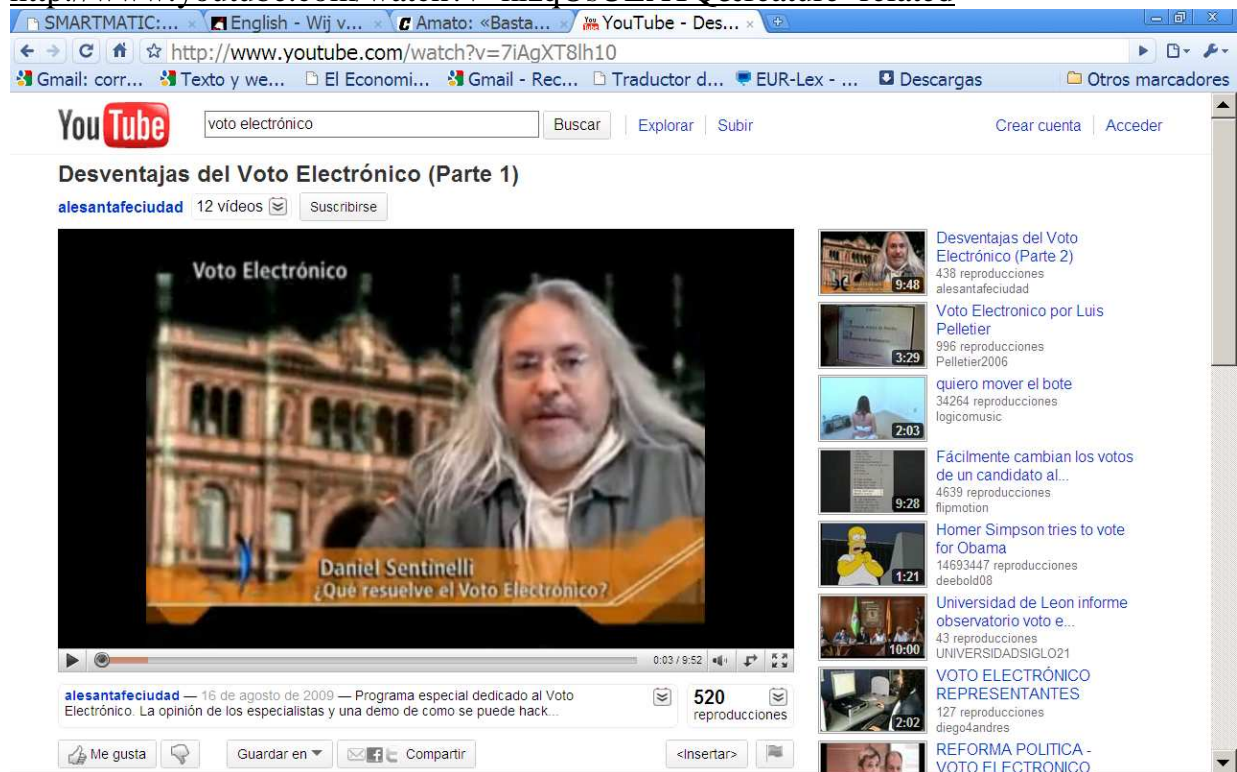 SMARTMATIC:...
English - Wij v...
Amato: «Basta...
YouTube - Des...
http://www.youtube.com/watch?v=7iAgXT8lh10
Gmail: corr...
Texto y we...
El Economi...
Gmail - Rec...
Traductor d...
EUR-Lex - ...
Descargas
Otros marcadores
You Tube
voto electrónico
Buscar
Explorar
Subir
Crear cuenta
Acceder
Desventajas del Voto Electrónico (Parte 1)
alesantafeciudad
12 vídeos
Suscribirse
Voto Electrónico
Daniel Sentinelli
¿Qué resuelve el Voto Electrónico?
0:03 / 9:52
alesantafeciudad — 16 de agosto de 2009 — Programa especial dedicado al Voto
Electrónico. La opinión de los especialistas y una demo de como se puede hack...
520
reproducciones
Me gusta
Guardar en
Compartir
<Insertar>
Desventajas del Voto
Electrónico (Parte 2)
438 reproducciones
alesantafeciudad
9:48
Voto Electronico por Luis
Pelletier
996 reproducciones
Pelletier2006
3:29
quiero mover el bote
34264 reproducciones
logicomusic
2:03
Fácilmente cambian los votos
de un candidato al...
4639 reproducciones
flipmotion
9:28
Homer Simpson tries to vote
for Obama
14693447 reproducciones
deebold08
1:21
Universidad de Leon informe
observatorio voto e...
43 reproducciones
UNIVERSIDADSIGLO21
10:00
VOTO ELECTRÓNICO
REPRESENTANTES
127 reproducciones
diego4andres
2:02
REFORMA POLITICA -
VOTO ELECTRONICO